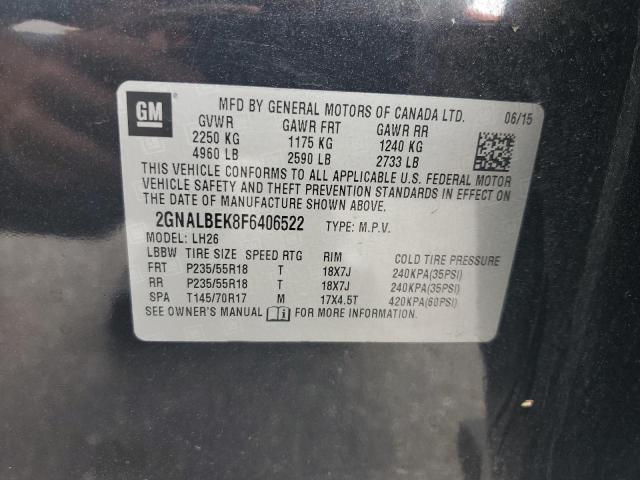 GM
MFD BY GENERAL MOTORS OF CANADA LTD. 06/15
GVWR GAWR FRT GAWR RR
2250 KG 1175 KG 1240 KG
4960 LB 2590 LB 2733 LB
THIS VEHICLE CONFORMS TO ALL APPLICABLE U.S. FEDERAL MOTOR
VEHICLE SAFETY AND THEFT PREVENTION STANDARDS IN EFFECT ON
THE DATE OF MANUFACTURE SHOWN ABOVE.
2GNALBEK8F6406522 TYPE: M.P.V.
MODEL: LH26
LBBW TIRE SIZE SPEED RTG RIM COLD TIRE PRESSURE
FRT P235/55R18 T 18X7J 240KPA(35PSI)
RR P235/55R18 T 18X7J 240KPA(35PSI)
SPA T145/70R17 M 17X4.5T 420KPA(60PSI)
SEE OWNER'S MANUAL i FOR MORE INFORMATION.